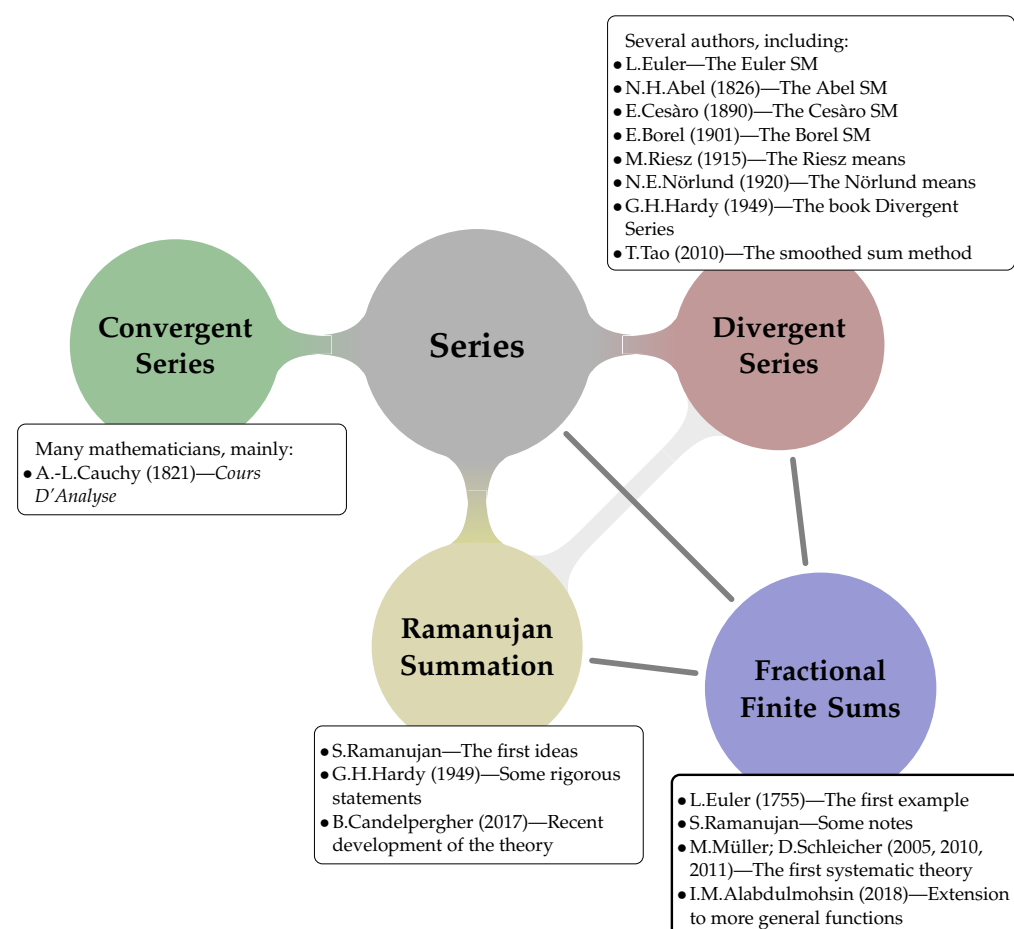 Several authors, including:
● L.Euler—The Euler SM
● N.H.Abel (1826)—The Abel SM
● E.Cesàro (1890)—The Cesàro SM
● E.Borel (1901)—The Borel SM
● M.Riesz (1915)—The Riesz means
● N.E.Nörlund (1920)—The Nörlund means
● G.H.Hardy (1949)—The book Divergent
Series
● T.Tao (2010)—The smoothed sum method
Convergent
Series
Series
Divergent
Series
Many mathematicians, mainly:
● A.-L.Cauchy (1821)—Cours
D'Analyse
Ramanujan
Summation
Fractional
Finite Sums
● S.Ramanujan—The first ideas
● G.H.Hardy (1949)—Some rigorous
statements
● B.Candelpergher (2017)—Recent
development of the theory
● L.Euler (1755)—The first example
● S.Ramanujan—Some notes
● M.Müller; D.Schleicher (2005, 2010,
2011)—The first systematic theory
● I.M.Alabdulmohsin (2018)—Extension
to more general functions